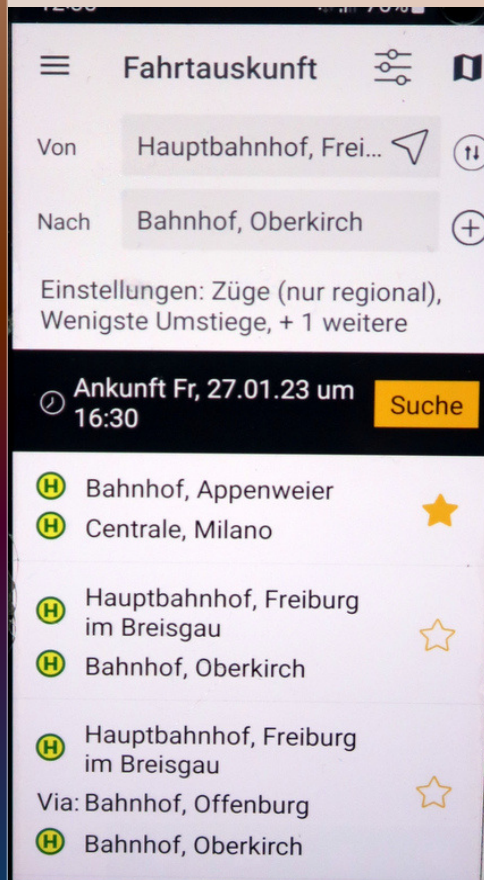 Fahrtauskunft
Von Hauptbahnhof, Frei...
Nach Bahnhof, Oberkirch
Einstellungen: Züge (nur regional),
Wenigste Umstiege, + 1 weitere
Ankunft Fr, 27.01.23 um
16:30
Suche
H Bahnhof, Appenweier
H Centrale, Milano
H Hauptbahnhof, Freiburg
im Breisgau
H Bahnhof, Oberkirch
H Hauptbahnhof, Freiburg
im Breisgau
Via: Bahnhof, Offenburg
H Bahnhof, Oberkirch